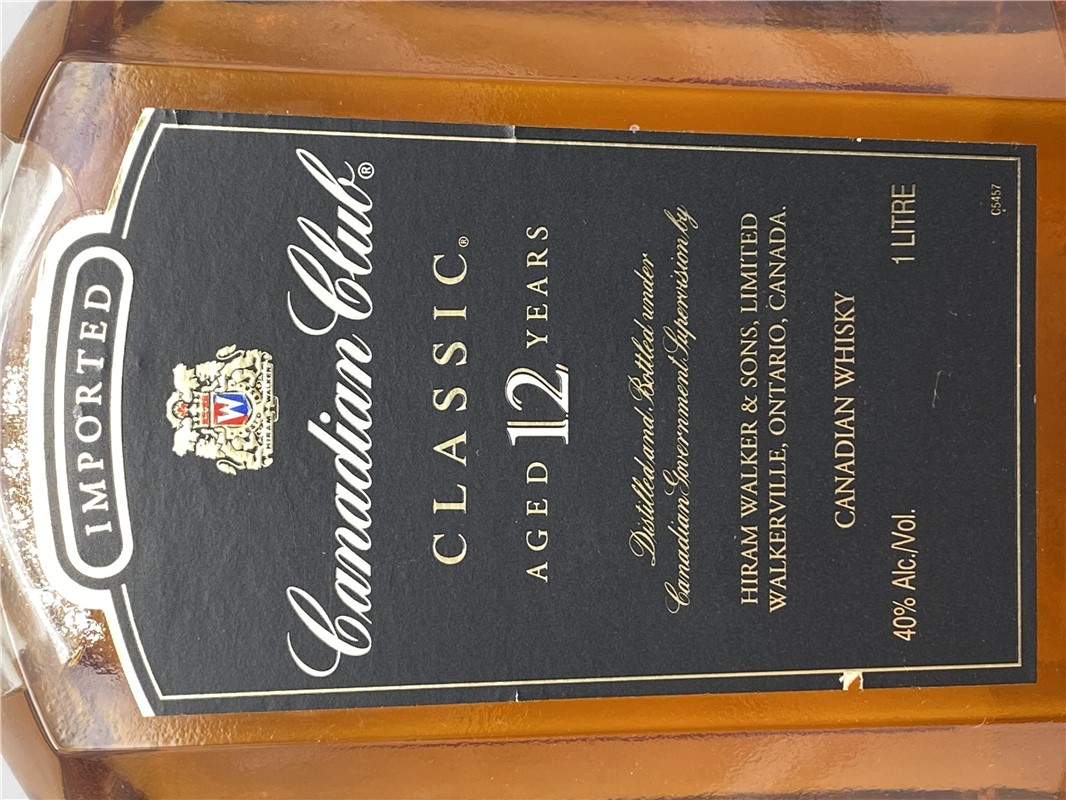 IMPORTED
W
Canadian Club®
CLASSIC®
AGED 12 YEARS
Distilled and Bottled under
Canadian Government Supervision by
HIRAM WALKER & SONS, LIMITED
WALKERVILLE, ONTARIO, CANADA.
CANADIAN WHISKY
40% Alc./Vol. 1 LITRE
C5457